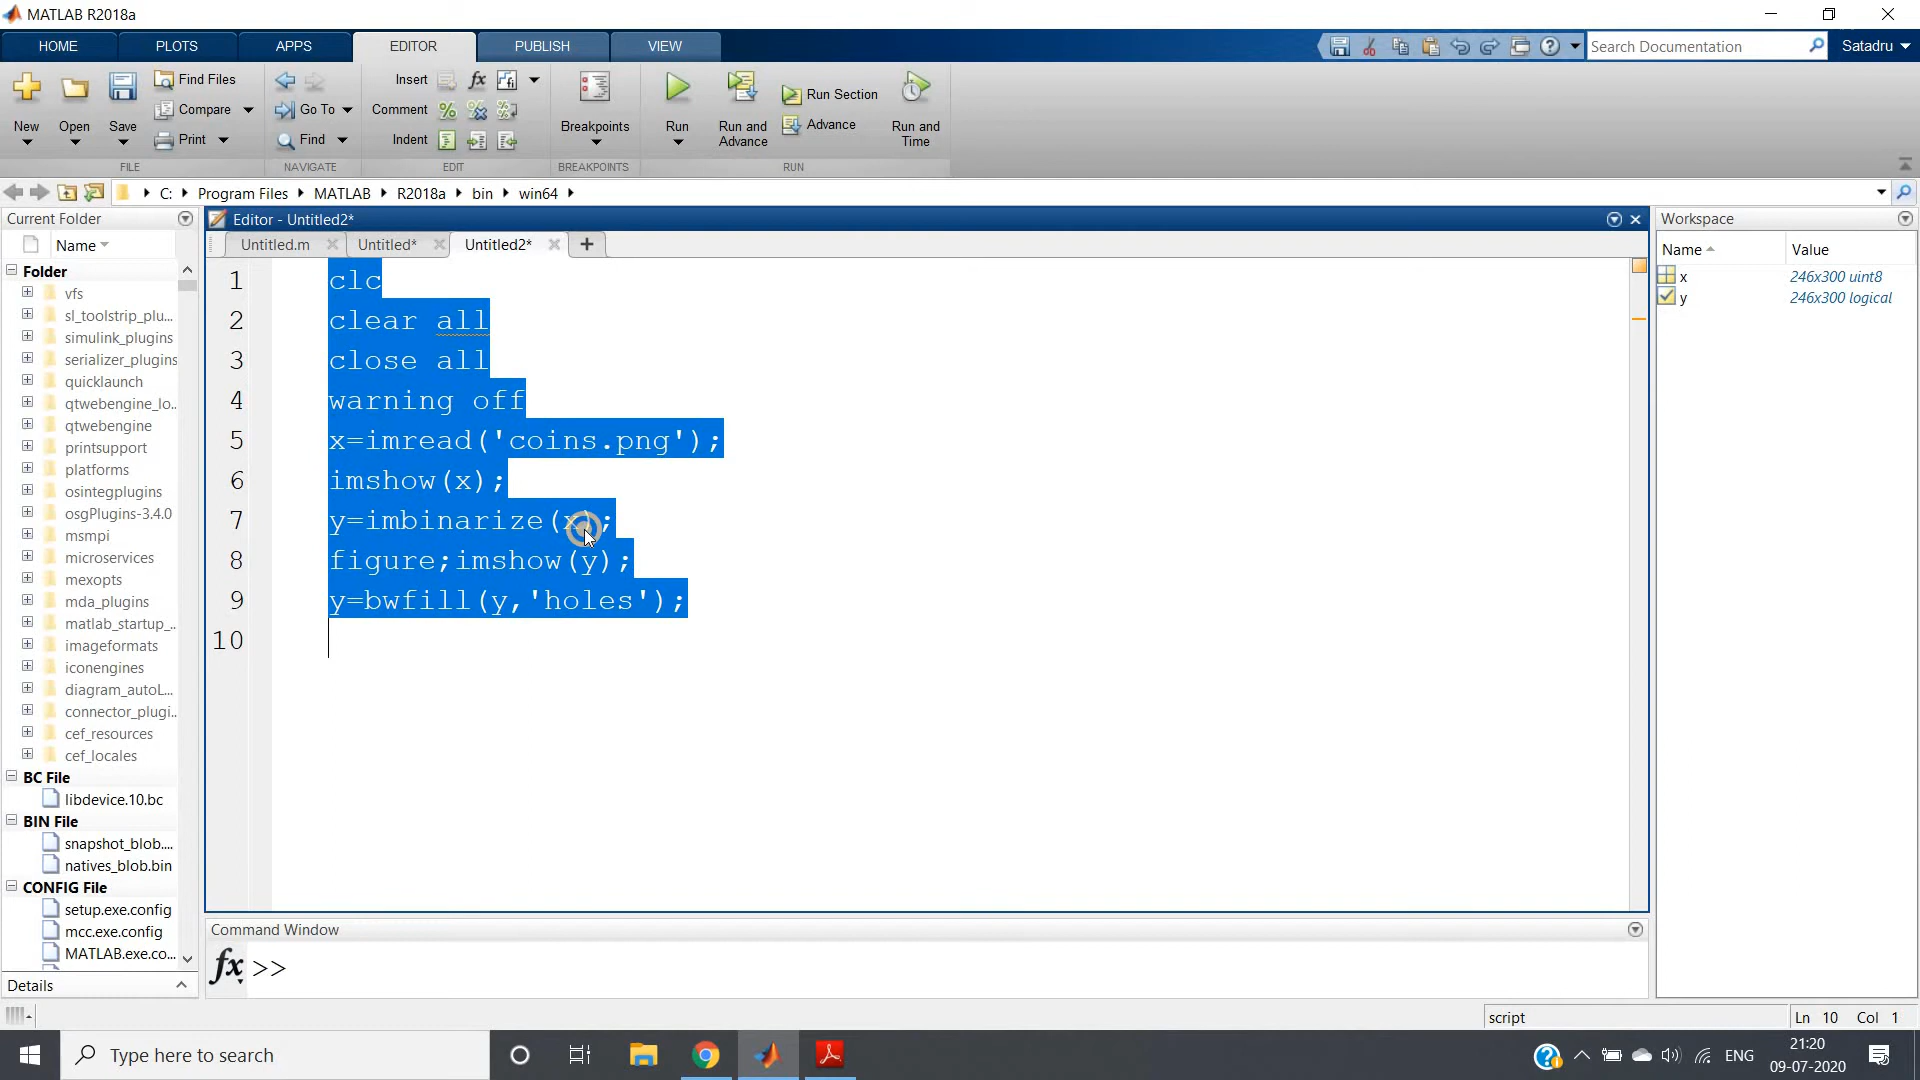 MATLAB R2018a
HOME PLOTS APPS EDITOR PUBLISH VIEW Search Documentation Satadru
New Open Save Find Files Compare Print FILE
Go To Find NAVIGATE
Insert fx Comment Indent EDIT
Breakpoints BREAKPOINTS
Run Run and Advance Run Section Advance Run and Time RUN
C: Program Files MATLAB R2018a bin win64
Current Folder
Name
Folder
vfs
sl_toolstrip_plu...
simulink_plugins
serializer_plugins
quicklaunch
qtwebengine_lo...
qtwebengine
printsupport
platforms
osintegplugins
osgPlugins-3.4.0
msmpi
microservices
mexopts
mda_plugins
matlab_startup_...
imageformats
iconengines
diagram_autoL...
connector_plugi...
cef_resources
cef_locales
BC File
libdevice.10.bc
BIN File
snapshot_blob....
natives_blob.bin
CONFIG File
setup.exe.config
mcc.exe.config
MATLAB.exe.co...
Details
Editor - Untitled2*
Untitled.m Untitled* Untitled2*
1 clc
2 clear all
3 close all
4 warning off
5 x=imread('coins.png');
6 imshow(x);
7 y=imbinarize(x);
8 figure;imshow(y);
9 y=bwfill(y,'holes');
10
Command Window
fx >>
Workspace
Name Value
x 246x300 uint8
y 246x300 logical
script Ln 10 Col 1
Type here to search
ENG
21:20
09-07-2020